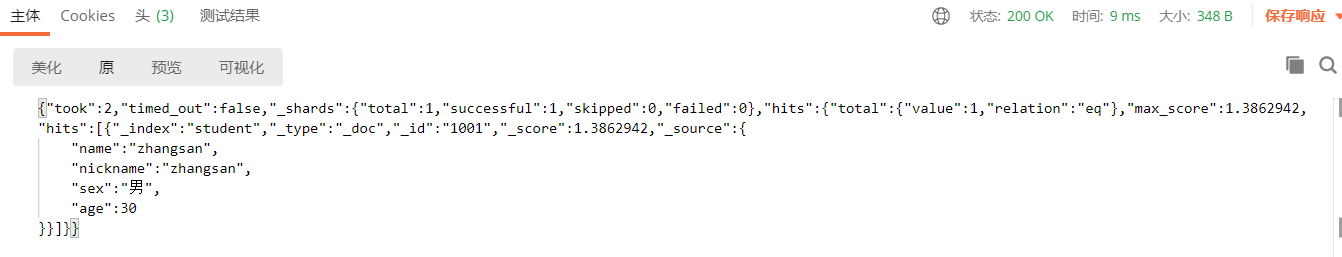 主体 Cookies 头 (3) 测试结果 状态: 200 OK 时间: 9 ms 大小: 348 B 保存响应
美化 原 预览 可视化
{"took":2,"timed_out":false,"_shards":{"total":1,"successful":1,"skipped":0,"failed":0},"hits":{"total":{"value":1,"relation":"eq"},"max_score":1.3862942,
"hits":[{"_index":"student","_type":"_doc","_id":"1001","_score":1.3862942,"_source":{
"name":"zhangsan",
"nickname":"zhangsan",
"sex":"男",
"age":30
}}]}}